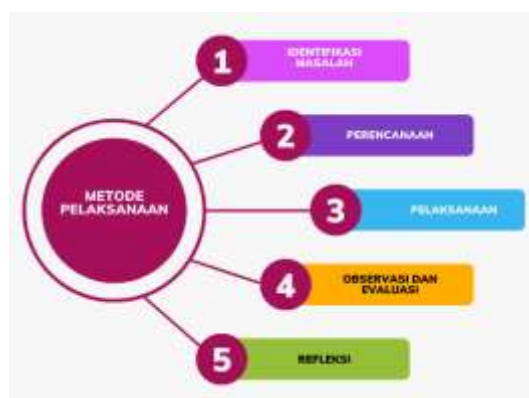 METODE
PELAKSANAAN
1
IDENTIFIKASI
MASALAH
2
PERENCANAAN
3
PELAKSANAAN
4
OBSERVASI DAN
EVALUASI
5
REFLEKSI